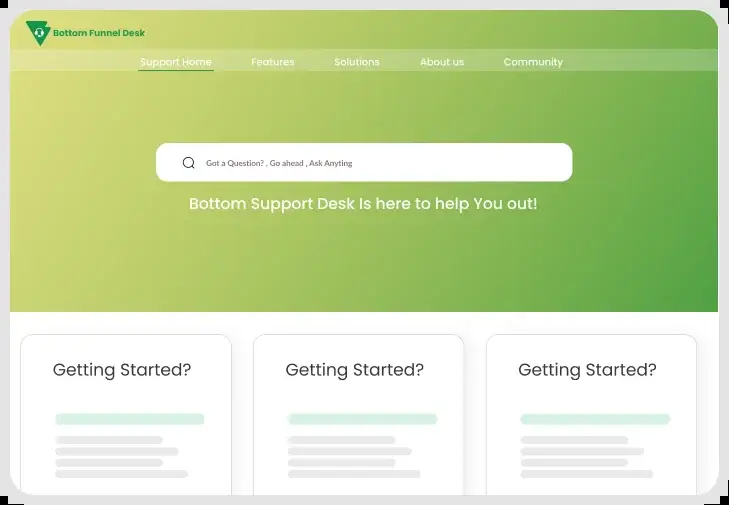 Bottom Funnel Desk
Support Home Features Solutions About us Community
Got a Question? , Go ahead , Ask Anyting
Bottom Support Desk Is here to help You out!
Getting Started? Getting Started? Getting Started?